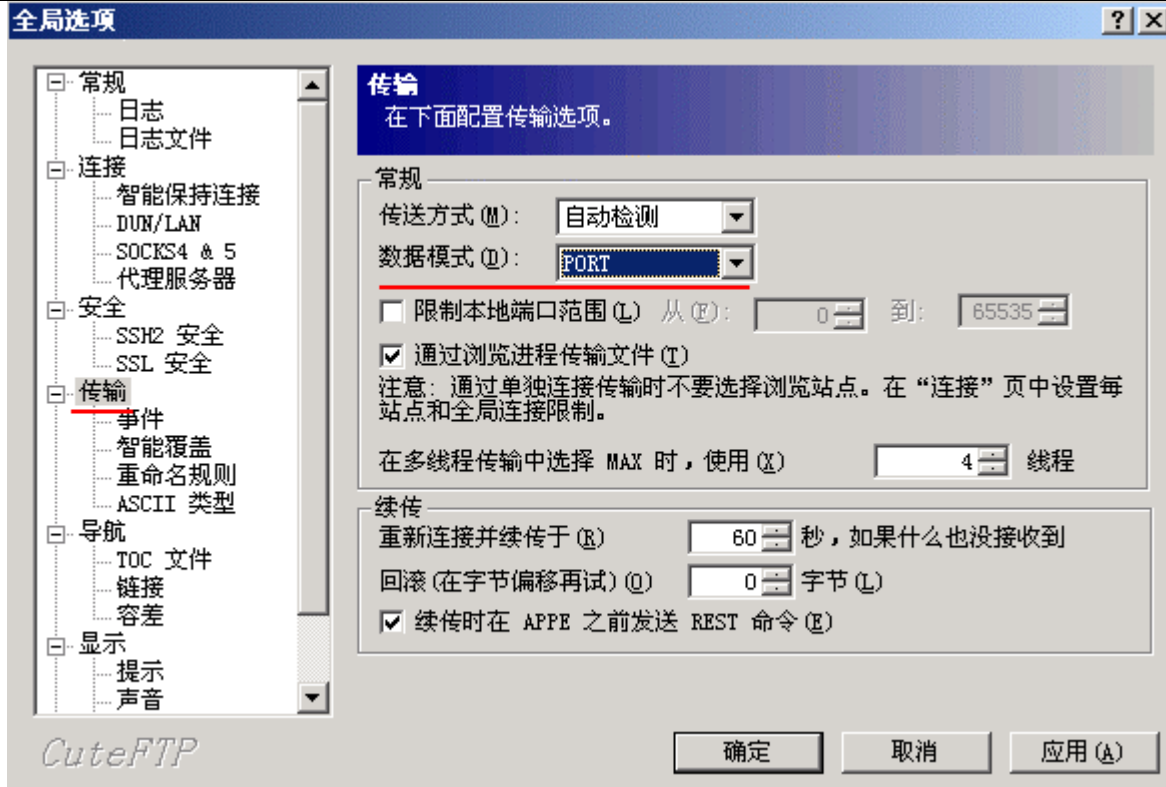 全局选项
常规
日志
日志文件
连接
智能保持连接
DUN/LAN
SOCKS4 & 5
代理服务器
安全
SSH2 安全
SSL 安全
传输
事件
智能覆盖
重命名规则
ASCII 类型
导航
TOC 文件
链接
容差
显示
提示
声音
传输
在下面配置传输选项。
常规
传送方式(M): 自动检测
数据模式(D): PORT
限制本地端口范围(L) 从(F): 0 到: 65535
通过浏览进程传输文件(T)
注意: 通过单独连接传输时不要选择浏览站点。在“连接”页中设置每
站点和全局连接限制。
在多线程传输中选择 MAX 时,使用(X) 4 线程
续传
重新连接并续传于(R) 60 秒,如果什么也没接收到
回滚(在字节偏移再试)(O) 0 字节(L)
续传时在 APPE 之前发送 REST 命令(E)
CuteFTP
确定 取消 应用(A)